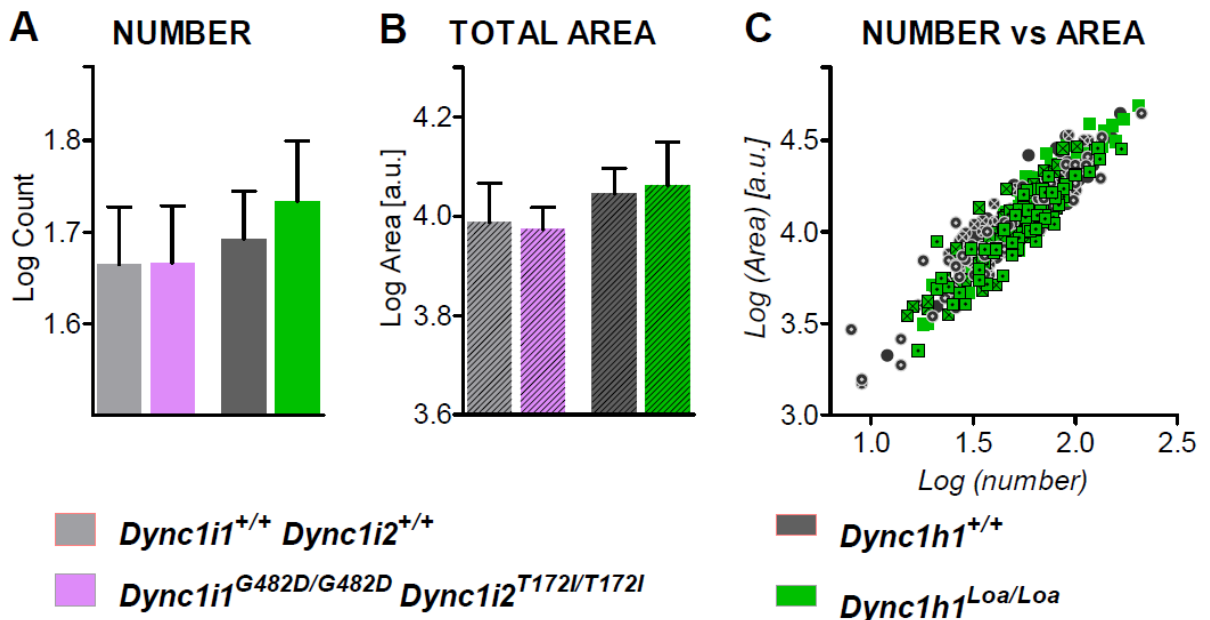 A NUMBER
B TOTAL AREA
C NUMBER vs AREA
Log Count
1.8
1.7
1.6
Log Area [a.u.]
4.2
4.0
3.8
3.6
Log (Area) [a.u.]
4.5
4.0
3.5
3.0
1.0 1.5 2.0 2.5
Log (number)
Dync1i1+/+ Dync1i2+/+
Dync1i1G482D/G482D Dync1i2T172I/T172I
Dync1h1+/+
Dync1h1Loa/Loa